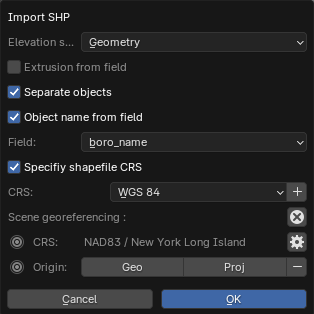 Import SHP
Elevation s... Geometry
Extrusion from field
Separate objects
Object name from field
Field: boro_name
Specifiy shapefile CRS
CRS: WGS 84 +
Scene georeferencing :
CRS: NAD83 / New York Long Island
Origin: Geo Proj −
Cancel OK